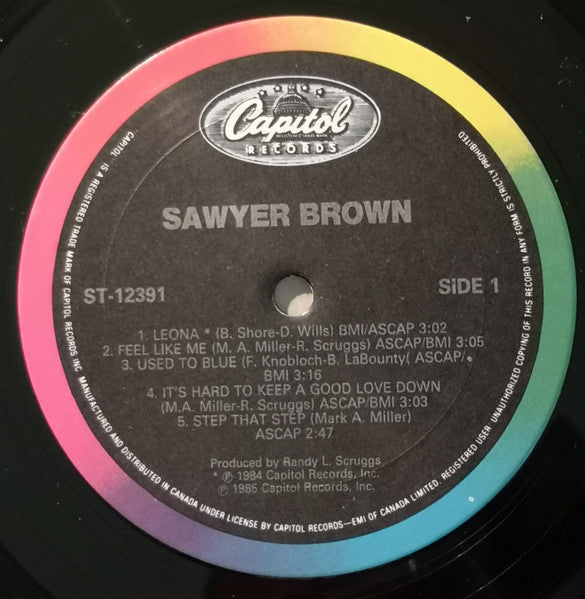 Capitol
REGISTERED TRADE MARK
RECORDS
SAWYER BROWN
ST-12391
SIDE 1
1. LEONA * (B. Shore-D. Wills) BMI/ASCAP 3:02
2. FEEL LIKE ME (M. A. Miller-R. Scruggs) ASCAP/BMI 3:05
3. USED TO BLUE (F. Knobloch-B. LaBounty( ASCAP/
BMI 3:16
4. IT'S HARD TO KEEP A GOOD LOVE DOWN
(M.A. Miller-R. Scruggs) ASCAP/BMI 3:03
5. STEP THAT STEP (Mark A. Miller)
ASCAP 2:47
Produced by Randy L. Scruggs
* ℗ 1984 Capitol Records, Inc.
℗ 1985 Capitol Records, Inc.
CAPITOL IS A REGISTERED TRADE MARK OF CAPITOL RECORDS INC. MANUFACTURED AND DISTRIBUTED IN CANADA UNDER LICENSE BY CAPITOL RECORDS—EMI OF CANADA LIMITED. REGISTERED USER. UNAUTHORIZED COPYING OF THIS RECORD IN ANY FORM IS STRICTLY PROHIBITED